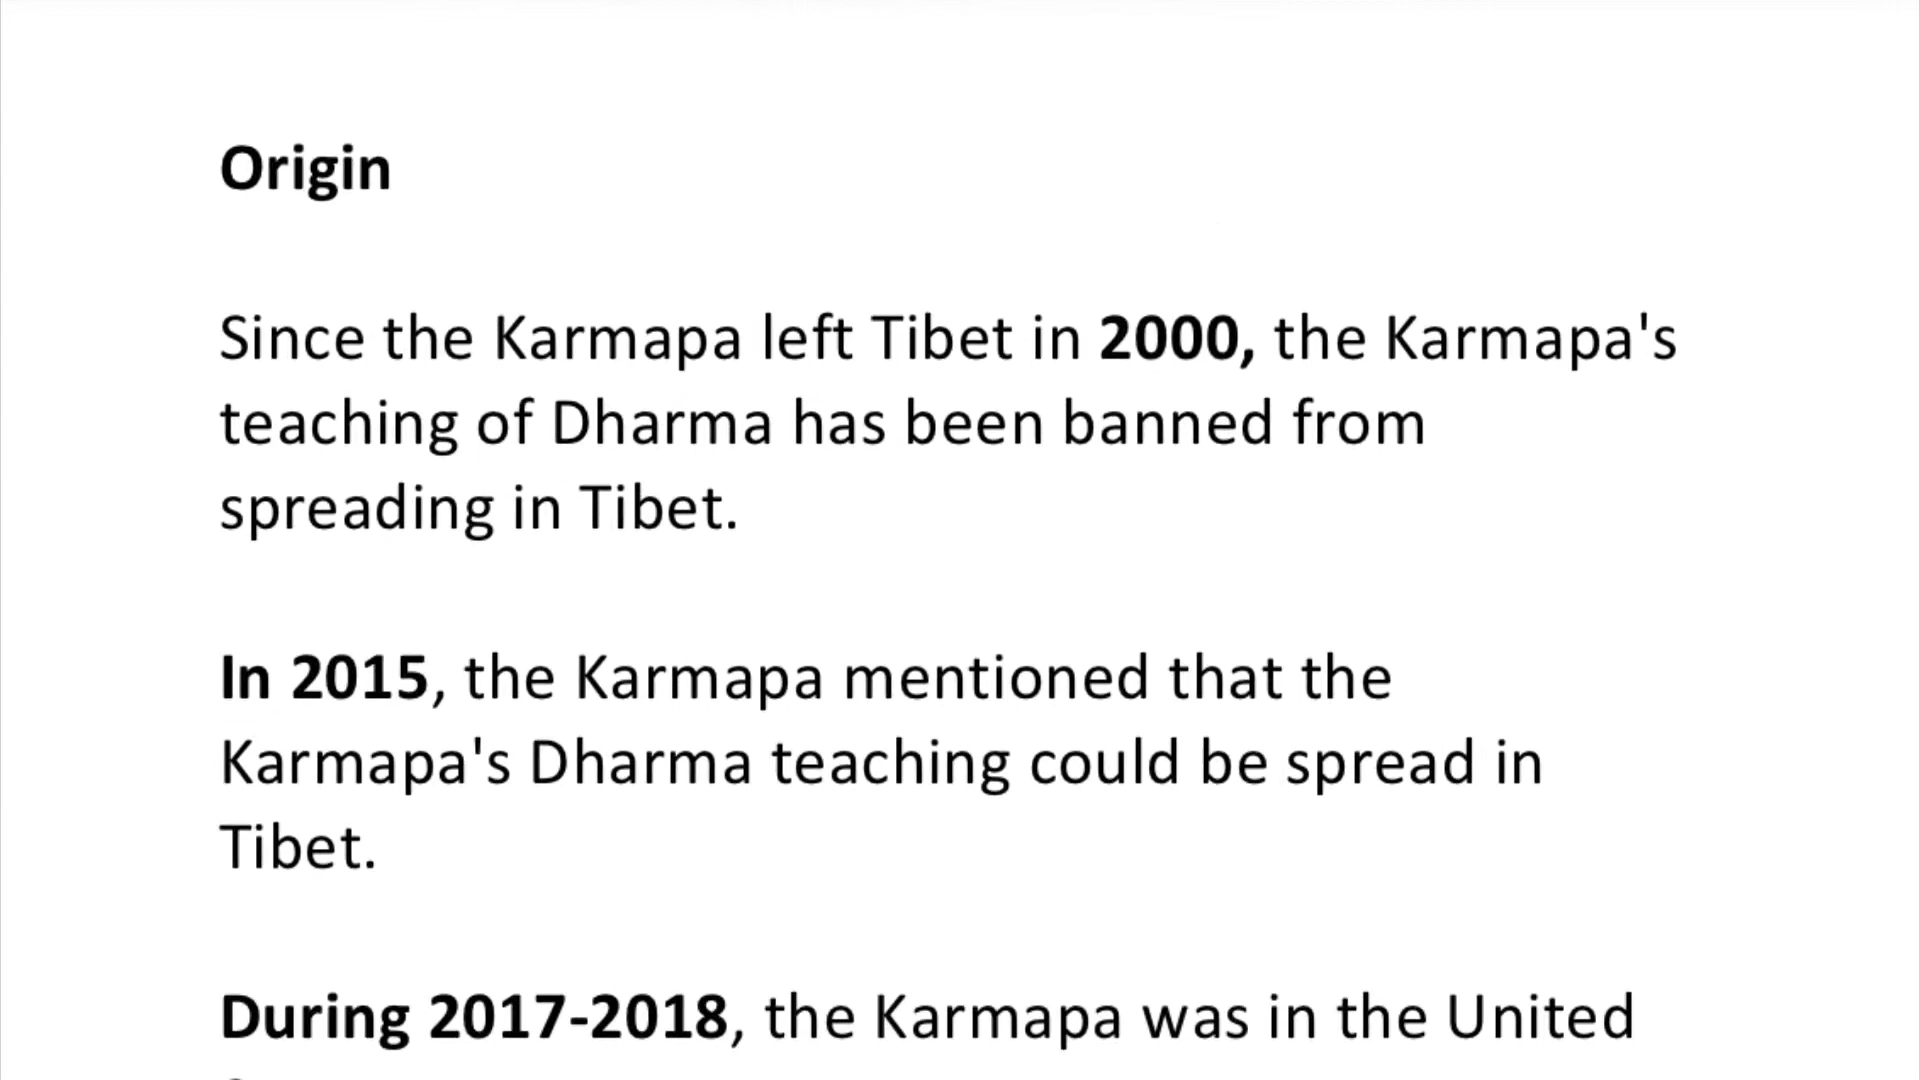 Origin
Since the Karmapa left Tibet in 2000, the Karmapa's
teaching of Dharma has been banned from
spreading in Tibet.
In 2015, the Karmapa mentioned that the
Karmapa's Dharma teaching could be spread in
Tibet.
During 2017-2018, the Karmapa was in the United